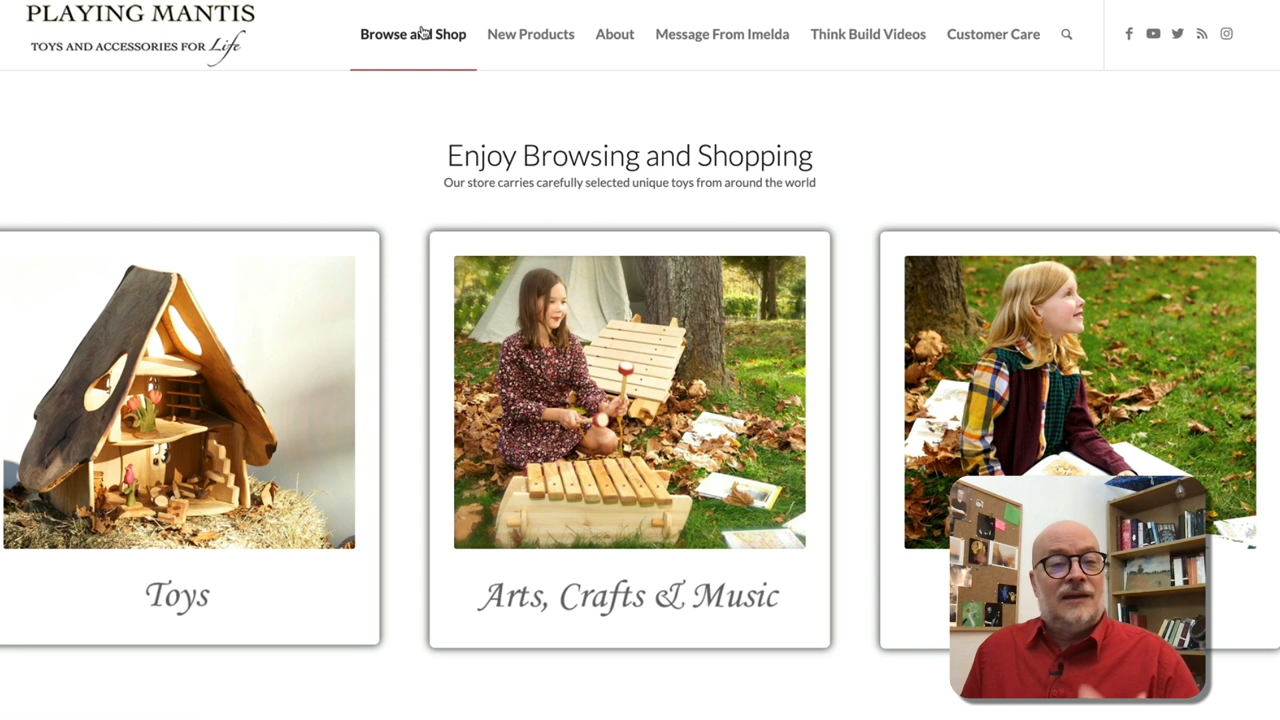 PLAYING MANTIS
TOYS AND ACCESSORIES FOR Life
Browse and Shop
New Products
About
Message From Imelda
Think Build Videos
Customer Care
Enjoy Browsing and Shopping
Our store carries carefully selected unique toys from around the world
Toys
Arts, Crafts & Music